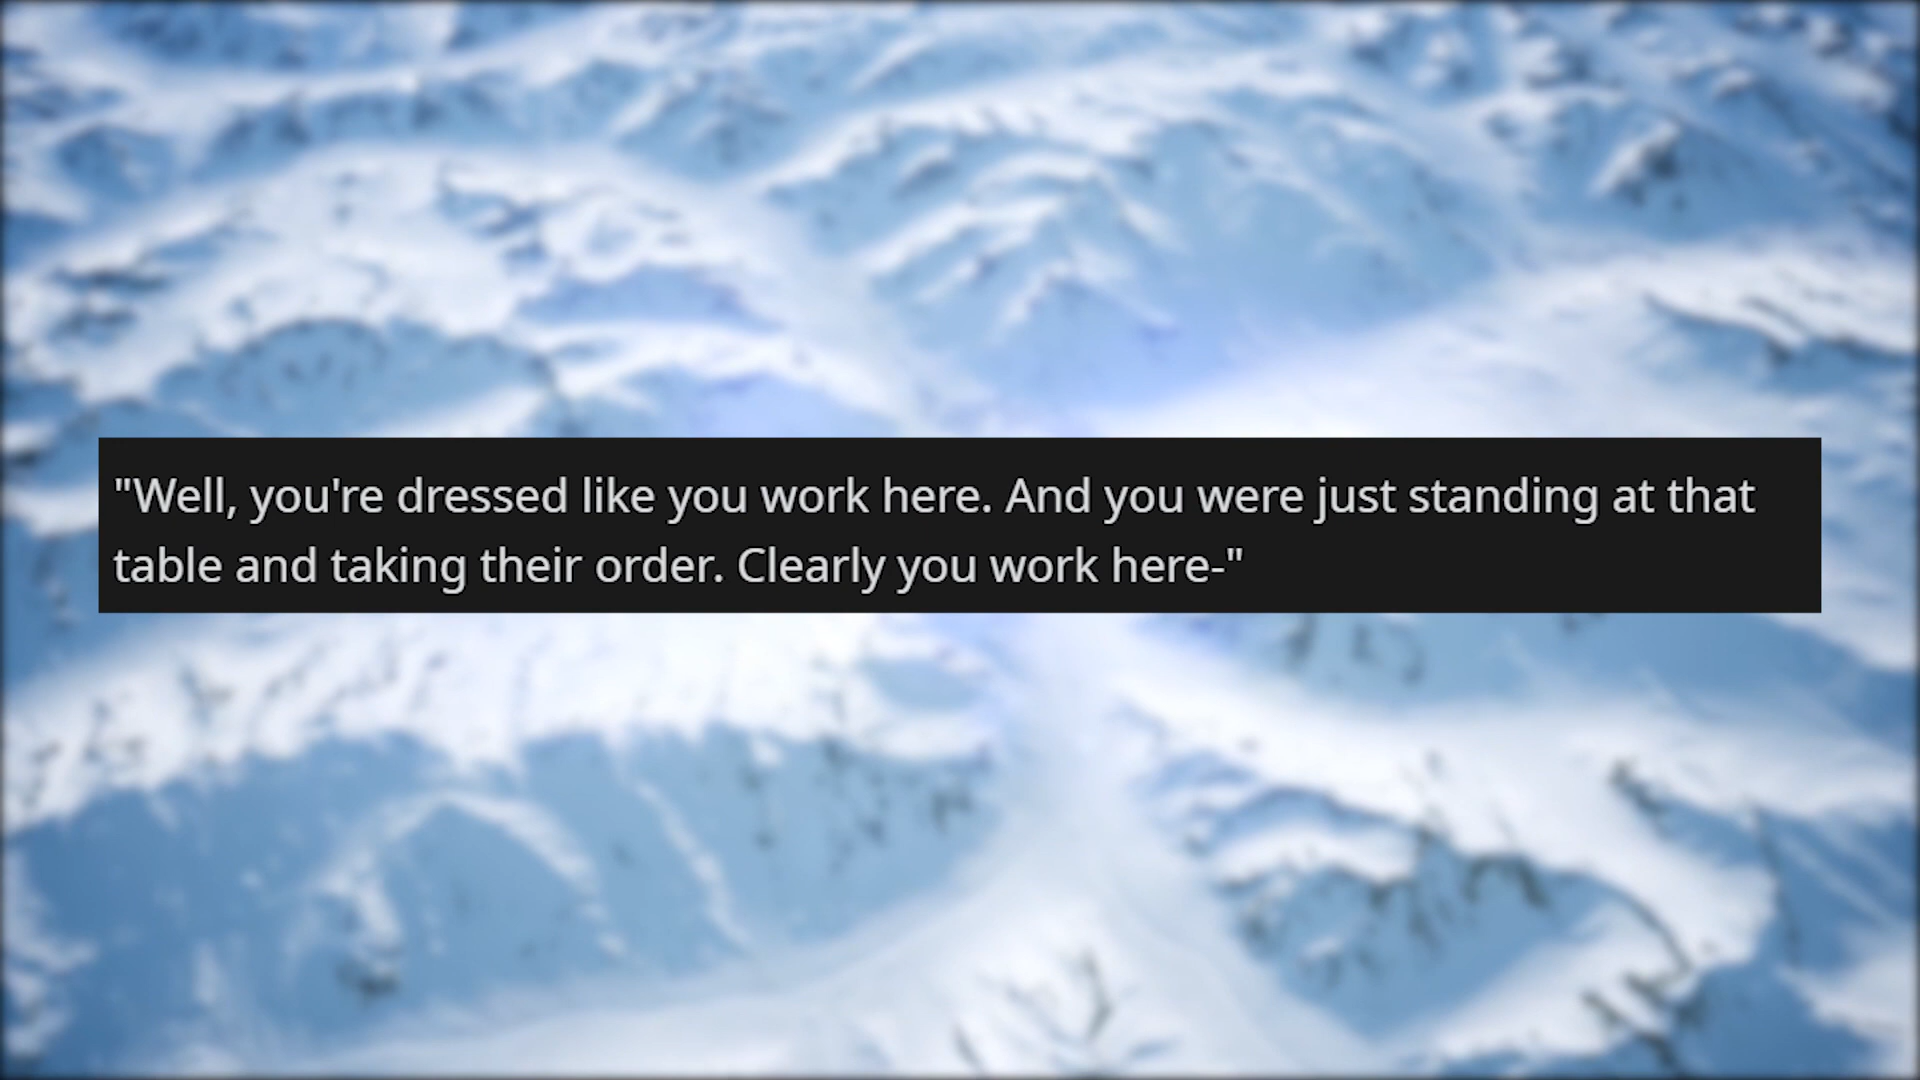 "Well, you're dressed like you work here. And you were just standing at that
table and taking their order. Clearly you work here-"